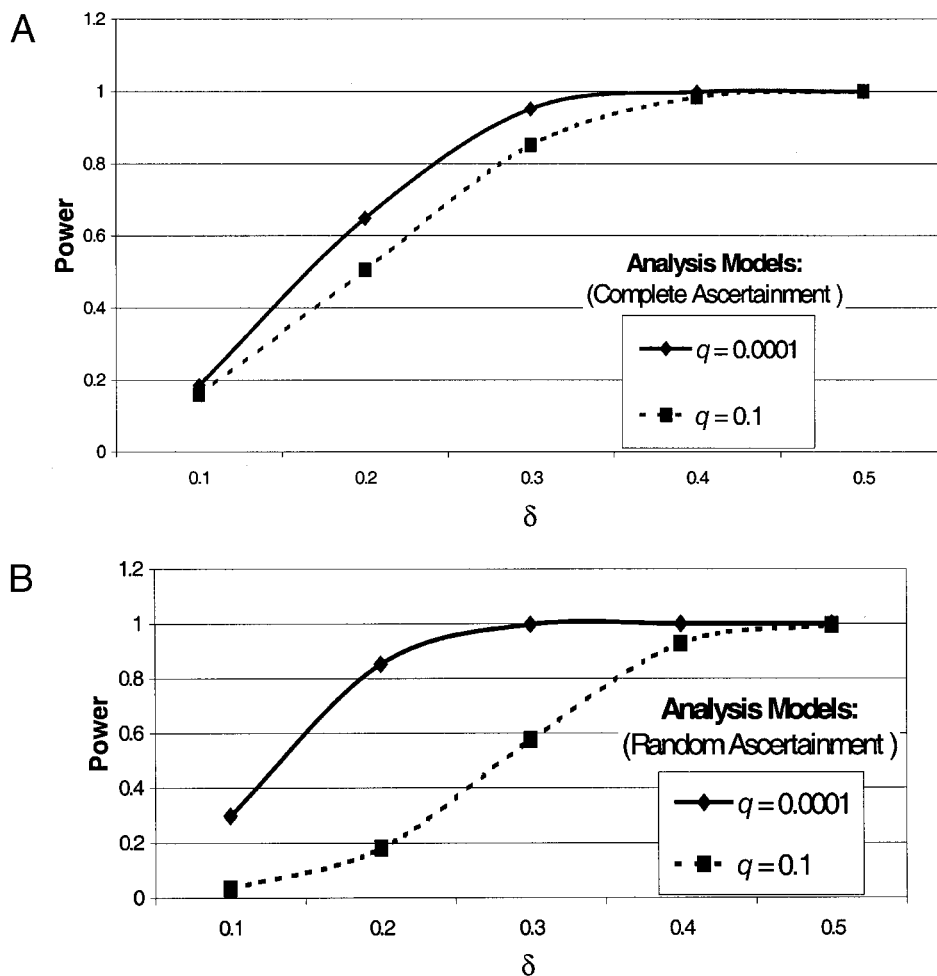 A
1.2
1
0.8
0.6
0.4
0.2
0
Power
0.1 0.2 0.3 0.4 0.5
δ
Analysis Models:
(Complete Ascertainment )
q = 0.0001
q = 0.1
B
1.2
1
0.8
0.6
0.4
0.2
0
Power
0.1 0.2 0.3 0.4 0.5
δ
Analysis Models:
(Random Ascertainment )
q = 0.0001
q = 0.1